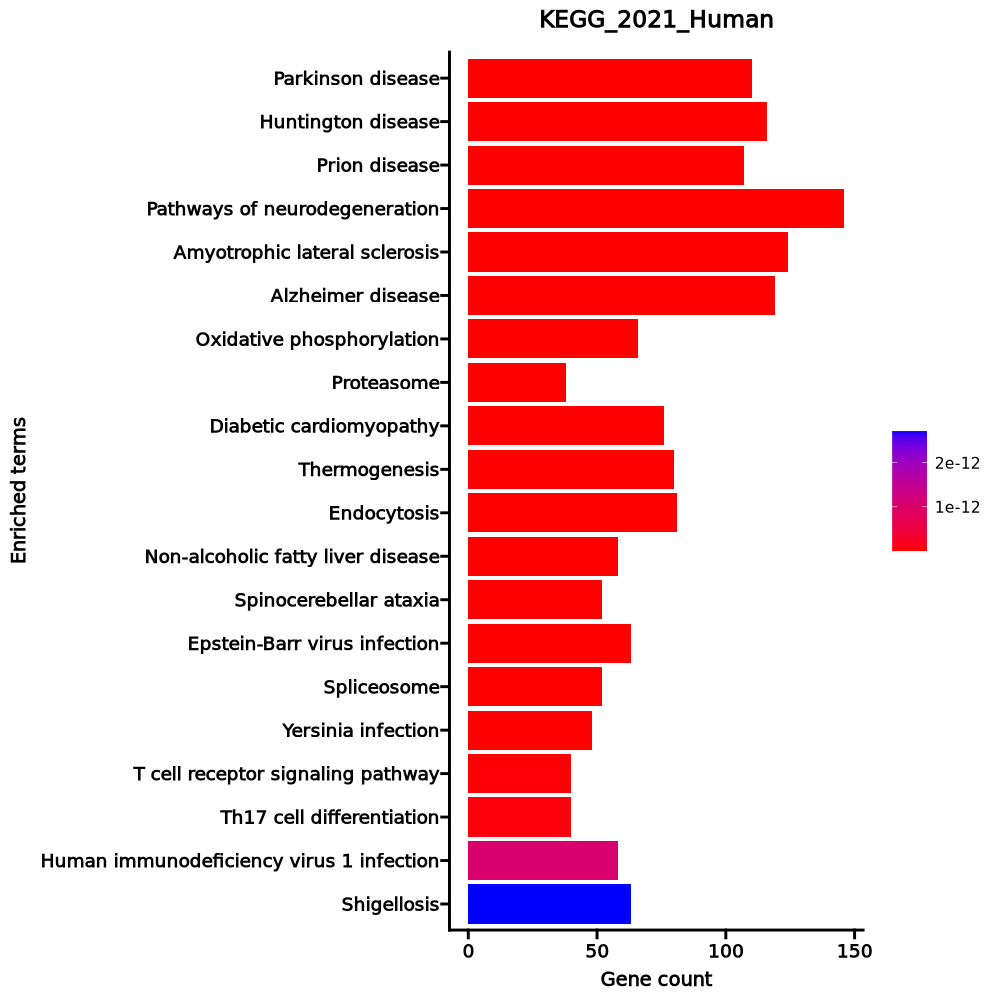 KEGG_2021_Human
Parkinson disease
Huntington disease
Prion disease
Pathways of neurodegeneration
Amyotrophic lateral sclerosis
Alzheimer disease
Oxidative phosphorylation
Proteasome
Diabetic cardiomyopathy
Thermogenesis
Endocytosis
Non-alcoholic fatty liver disease
Spinocerebellar ataxia
Epstein-Barr virus infection
Spliceosome
Yersinia infection
T cell receptor signaling pathway
Th17 cell differentiation
Human immunodeficiency virus 1 infection
Shigellosis
Enriched terms
0 50 100 150
Gene count
2e-12
1e-12